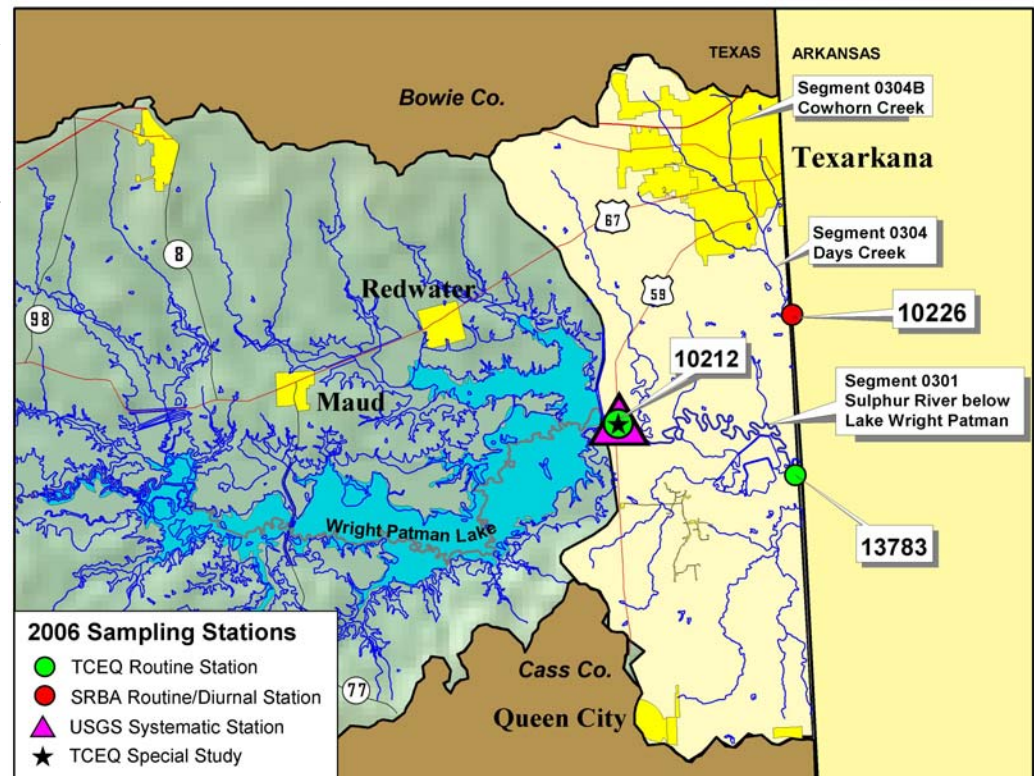 TEXAS
ARKANSAS
Bowie Co.
Segment 0304B
Cowhorn Creek
Texarkana
67
Segment 0304
Days Creek
8
59
Redwater
98
10226
10212
Maud
Segment 0301
Sulphur River below
Lake Wright Patman
Wright Patman Lake
13783
2006 Sampling Stations
TCEQ Routine Station
SRBA Routine/Diurnal Station
USGS Systematic Station
TCEQ Special Study
77
Cass Co.
Queen City